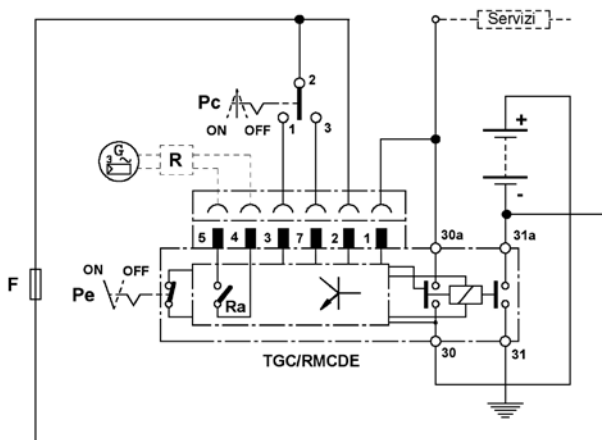 Servizi
2
Pc
ON OFF
1
3
+
-
G
3
R
5
4
3
7
2
1
30a
31a
ON OFF
F
Pe
Ra
30
31
TGC/RMCDE